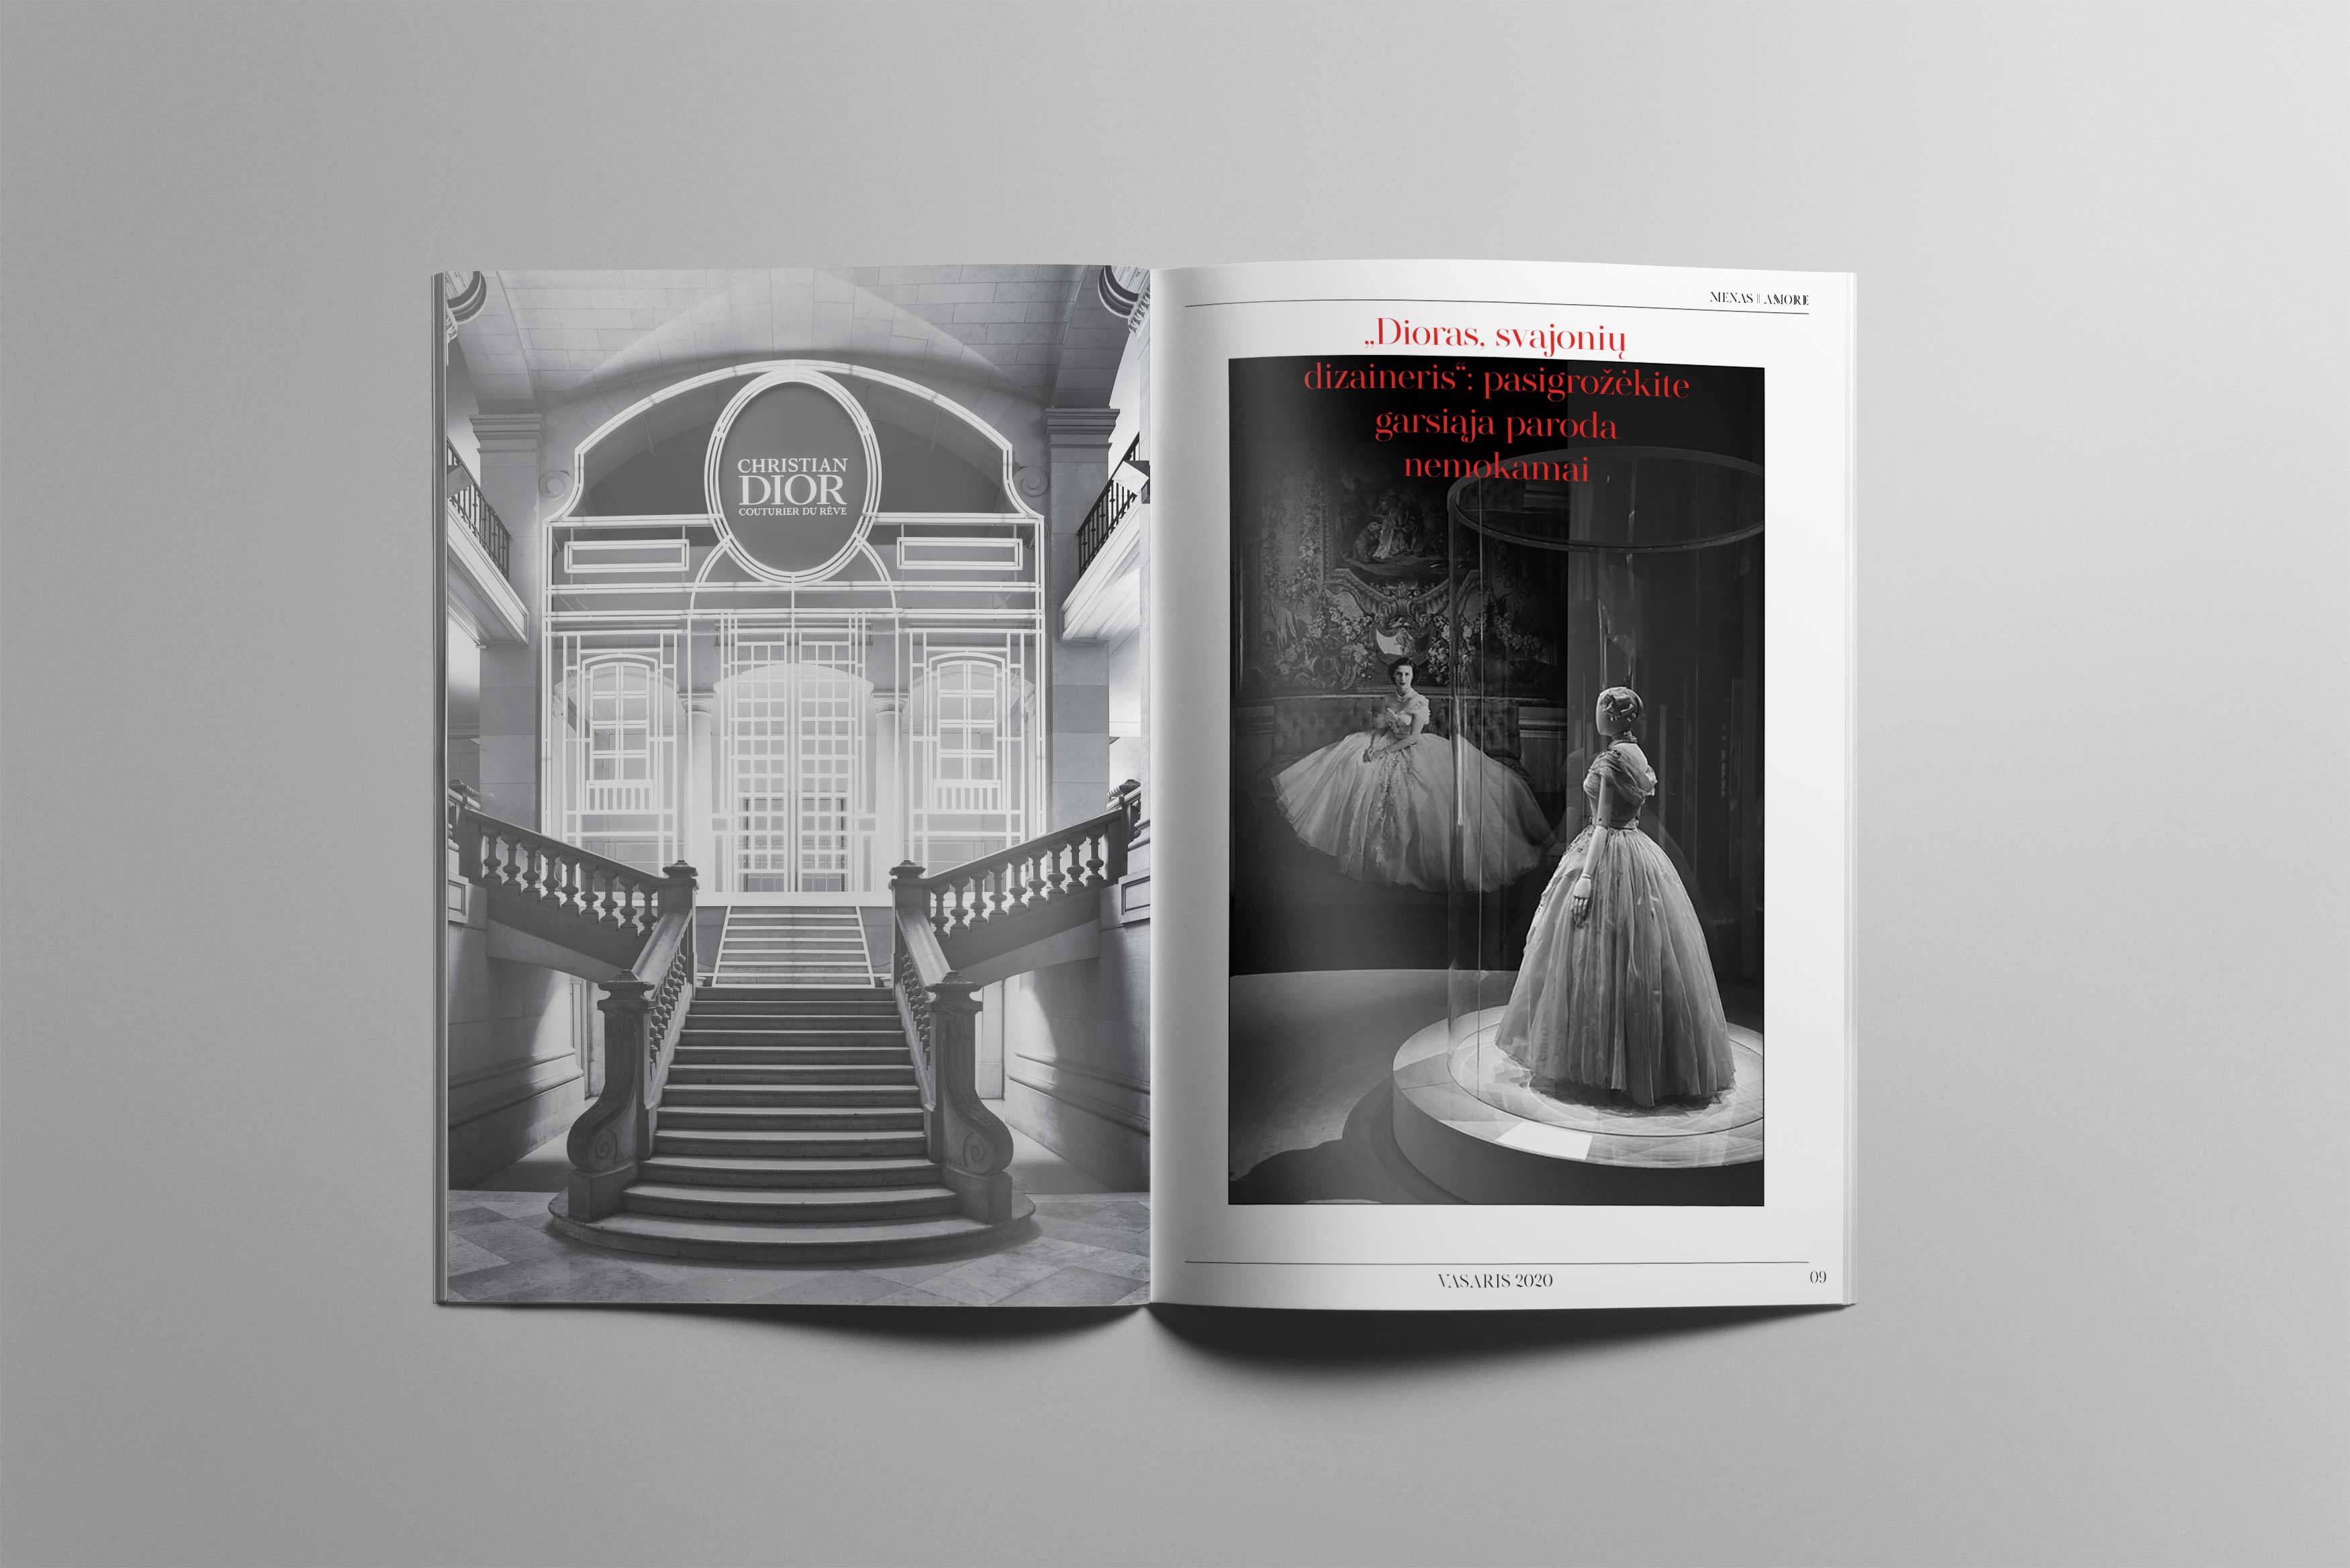 CHRISTIAN
DIOR
COUTURIER DU RÊVE
MENAS || AMORE
„Dioras, svajonių
dizaineris“: pasigrožėkite
garsiąja paroda
nemokamai
VASARIS 2020
09